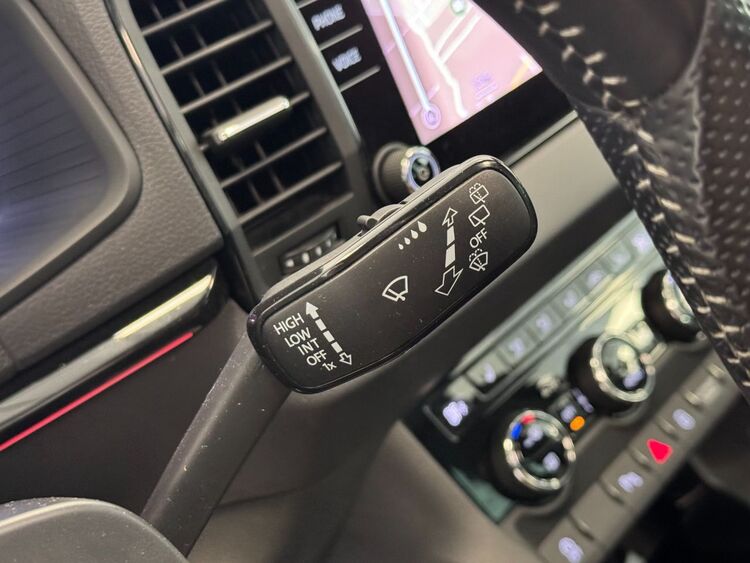 PHONE
VOICE
HIGH
LOW
INT
OFF
1x
OFF